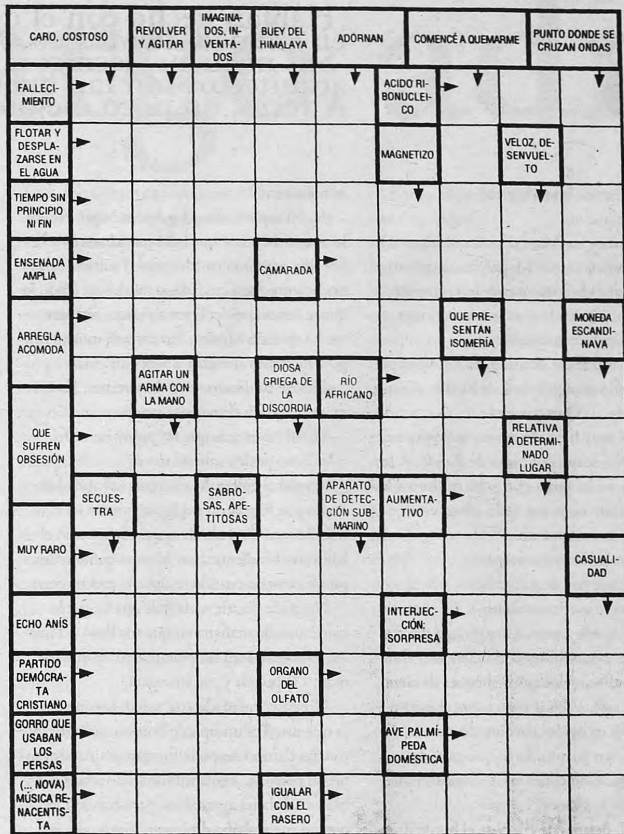 CARO, COSTOSO
REVOLVER
Y AGITAR
IMAGINA-
DOS, IN-
VENTA-
DOS
BUEY DEL
HIMALAYA
ADORNAN
COMENCÉ A QUEMARME
PUNTO DONDE SE
CRUZAN ONDAS
FALLECI-
MIENTO
ACIDO RI-
BONUCLEI-
CO
FLOTAR Y
DESPLA-
ZARSE EN
EL AGUA
MAGNETIZO
VELOZ, DE-
SENVUEL-
TO
TIEMPO SIN
PRINCIPIO
NI FIN
ENSENADA
AMPLIA
CAMARADA
ARREGLA,
ACOMODA
QUE PRE-
SENTAN
ISOMERÍA
MONEDA
ESCANDI-
NAVA
AGITAR UN
ARMA CON
LA MANO
DIOSA
GRIEGA DE
LA
DISCORDIA
RÍO
AFRICANO
QUE
SUFREN
OBSESIÓN
RELATIVA
A DETERMI-
NADO
LUGAR
SECUES-
TRA
SABRO-
SAS, APE-
TITOSAS
APARATO
DE DETEC-
CIÓN SUB-
MARINO
AUMENTA-
TIVO
MUY RARO
CASUALI-
DAD
ECHO ANÍS
INTERJEC-
CIÓN:
SORPRESA
PARTIDO
DEMÓCRA-
TA
CRISTIANO
ORGANO
DEL
OLFATO
GORRO QUE
USABAN
LOS
PERSAS
AVE PALMÍ-
PEDA
DOMÉSTICA
(... NOVA)
MÚSICA RE-
NACENTIS-
TA
IGUALAR
CON EL
RASERO